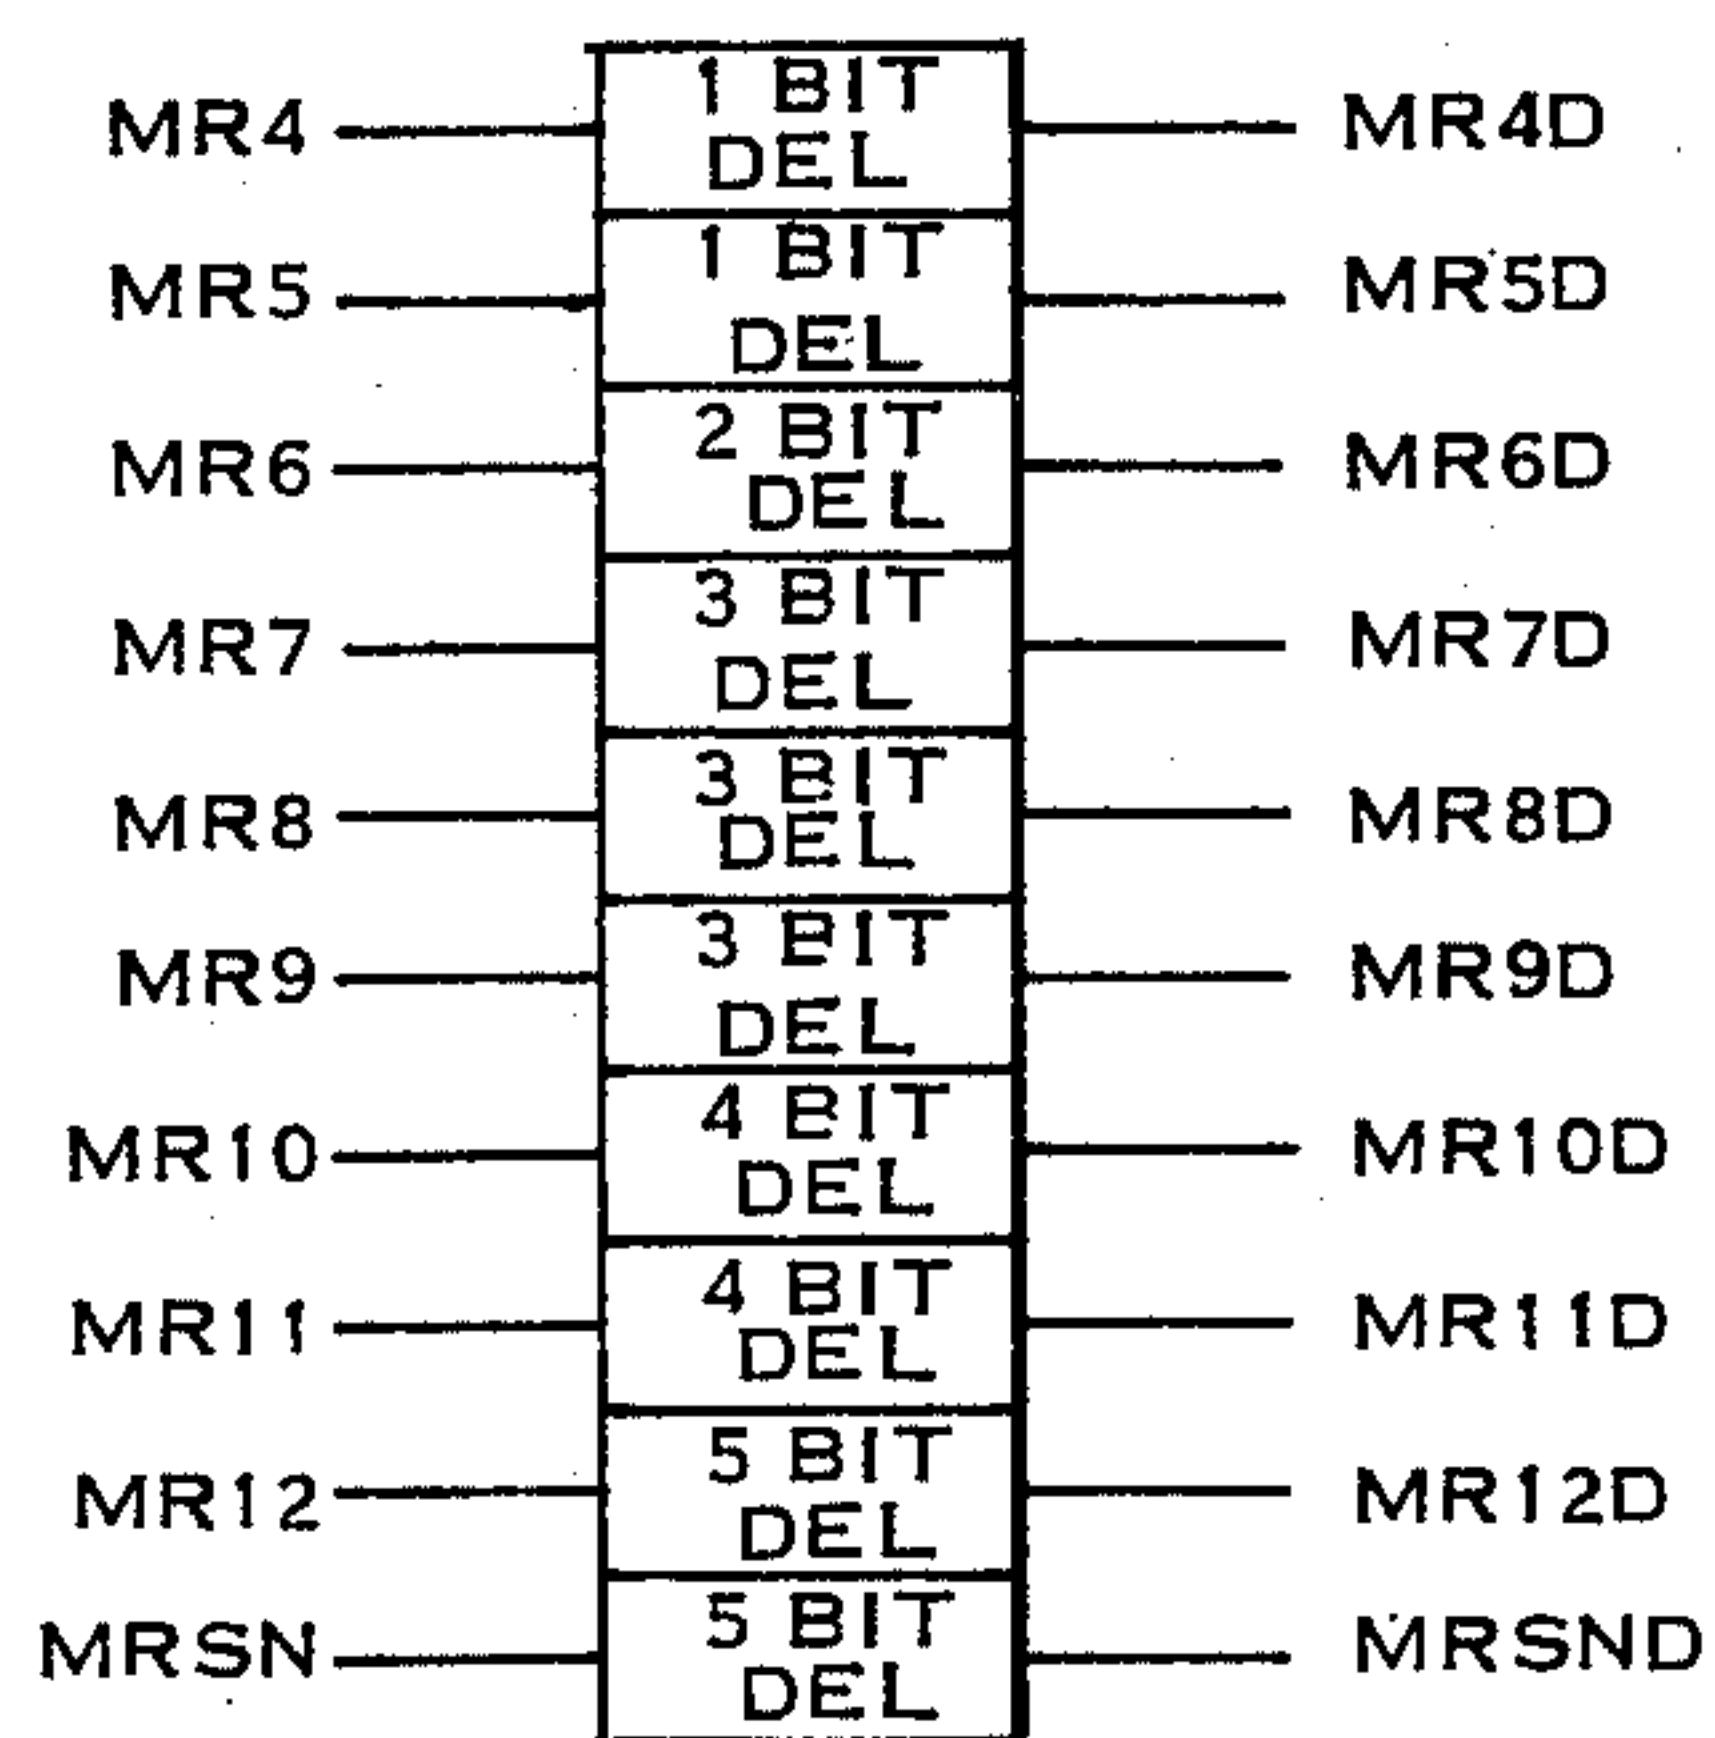 MR4 1 BIT DEL MR4D
MR5 1 BIT DEL MR5D
MR6 2 BIT DEL MR6D
MR7 3 BIT DEL MR7D
MR8 3 BIT DEL MR8D
MR9 3 BIT DEL MR9D
MR10 4 BIT DEL MR10D
MR11 4 BIT DEL MR11D
MR12 5 BIT DEL MR12D
MRSN 5 BIT DEL MRSND